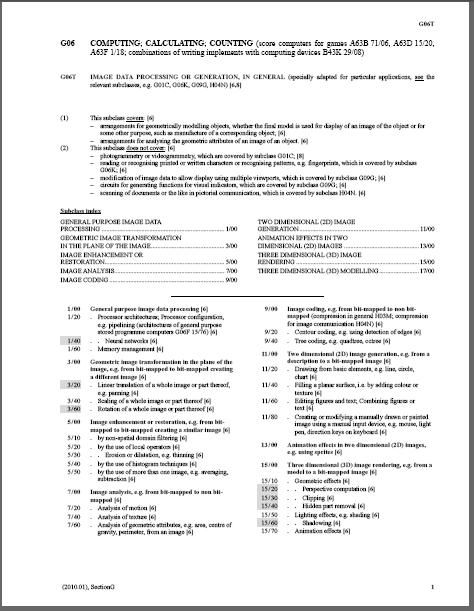 G06T
G06 COMPUTING; CALCULATING; COUNTING (score computers for games A63B 71/06, A63D 15/20,
A63F 1/18; combinations of writing implements with computing devices B43K 29/08)
G06T IMAGE DATA PROCESSING OR GENERATION, IN GENERAL (specially adapted for particular applications, see the
relevant subclasses, e.g. G01C, G06K, G09G, H04N) [6,8]
(1) This subclass covers: [6]
– arrangements for geometrically modelling objects, whether the final model is used for display of an image of the object or for
some other purpose, such as manufacture of a corresponding object; [6]
– arrangements for analysing the geometric attributes of an image of an object. [6]
(2) This subclass does not cover: [6]
– photogrammetry or videogrammetry, which are covered by subclass G01C; [8]
– reading or recognising printed or written characters or recognising patterns, e.g. fingerprints, which is covered by subclass
G06K; [6]
– modification of image data to allow display using multiple viewports, which is covered by subclass G09G; [6]
– circuits for generating functions for visual indicators, which are covered by subclass G09G; [6]
– scanning of documents or the like in pictorial communication, which is covered by subclass H04N. [6]
Subclass index
GENERAL PURPOSE IMAGE DATA
PROCESSING ... 1/00
GEOMETRIC IMAGE TRANSFORMATION
IN THE PLANE OF THE IMAGE ... 3/00
IMAGE ENHANCEMENT OR
RESTORATION ... 5/00
IMAGE ANALYSIS ... 7/00
IMAGE CODING ... 9/00
TWO DIMENSIONAL (2D) IMAGE
GENERATION ... 11/00
ANIMATION EFFECTS IN TWO
DIMENSIONAL (2D) IMAGES ... 13/00
THREE DIMENSIONAL (3D) IMAGE
RENDERING ... 15/00
THREE DIMENSIONAL (3D) MODELLING ... 17/00
1/00 General purpose image data processing [6]
1/20 . Processor architectures; Processor configuration,
e.g. pipelining (architectures of general purpose
stored programme computers G06F 15/76) [6]
1/40 . . Neural networks [6]
1/60 . Memory management [6]
3/00 Geometric image transformation in the plane of the
image, e.g. from bit-mapped to bit-mapped creating
a different image [6]
3/20 . Linear translation of a whole image or part thereof,
e.g. panning [6]
3/40 . Scaling of a whole image or part thereof [6]
3/60 . Rotation of a whole image or part thereof [6]
5/00 Image enhancement or restoration, e.g. from bit-
mapped to bit-mapped creating a similar image [6]
5/10 . by non-spatial domain filtering [6]
5/20 . by the use of local operators [6]
5/30 . . Erosion or dilatation, e.g. thinning [6]
5/40 . by the use of histogram techniques [6]
5/50 . by the use of more than one image, e.g. averaging,
subtraction [6]
7/00 Image analysis, e.g. from bit-mapped to non bit-
mapped [6]
7/20 . Analysis of motion [6]
7/40 . Analysis of texture [6]
7/60 . Analysis of geometric attributes, e.g. area, centre of
gravity, perimeter, from an image [6]
9/00 Image coding, e.g. from bit-mapped to non bit-
mapped (compression in general H03M; compression
for image communication H04N) [6]
9/20 . Contour coding, e.g. using detection of edges [6]
9/40 . Tree coding, e.g. quadtree, octree [6]
11/00 Two dimensional (2D) image generation, e.g. from a
description to a bit-mapped image [6]
11/20 . Drawing from basic elements, e.g. line, circle,
chart [6]
11/40 . Filling a planar surface, i.e. by adding colour or
texture [6]
11/60 . Editing figures and text; Combining figures or
text [6]
11/80 . Creating or modifying a manually drawn or painted
image using a manual input device, e.g. mouse, light
pen, direction keys on keyboard [6]
13/00 Animation effects in two dimensional (2D) images,
e.g. using sprites [6]
15/00 Three dimensional (3D) image rendering, e.g. from a
model to a bit-mapped image [6]
15/10 . Geometric effects [6]
15/20 . . Perspective computation [6]
15/30 . . Clipping [6]
15/40 . . Hidden part removal [6]
15/50 . Lighting effects, e.g. shading [6]
15/60 . . Shadowing [6]
15/70 . Animation effects [6]
(2010.01), SectionG 1